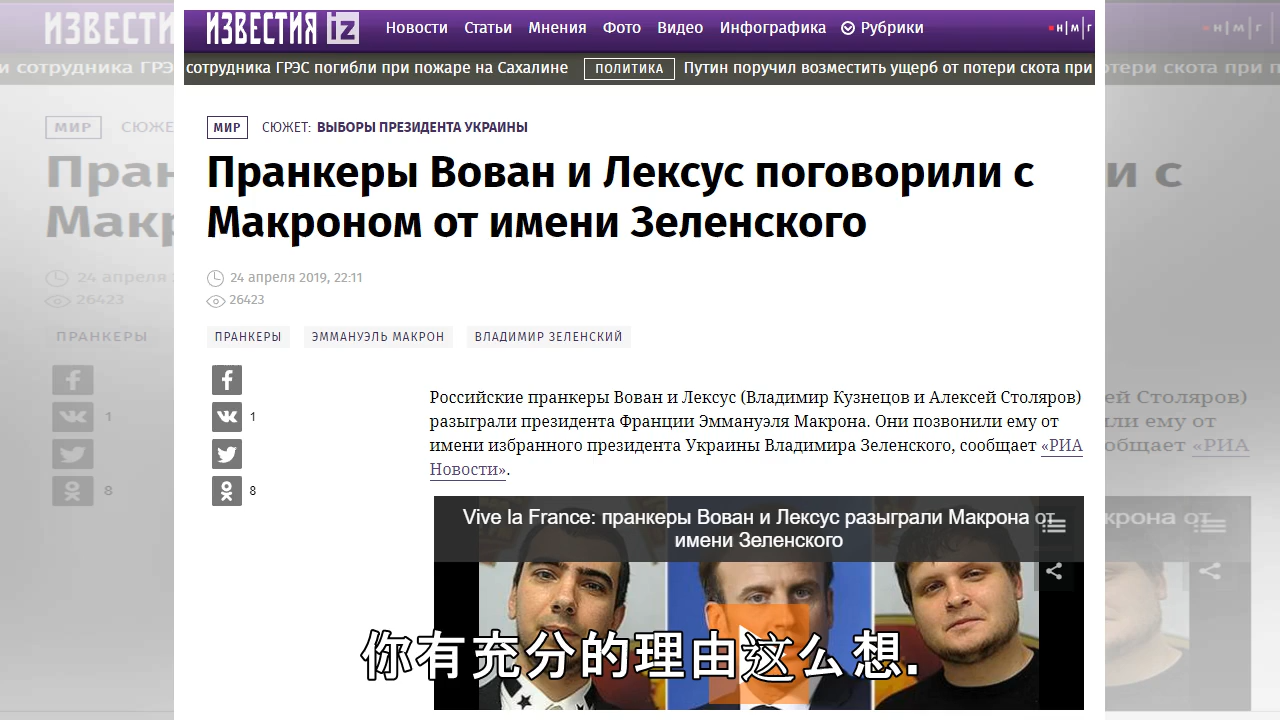 ИЗВЕСТИЯ iz Новости Статьи Мнения Фото Видео Инфографика Рубрики НМГ
сотрудника ГРЭС погибли при пожаре на Сахалине ПОЛИТИКА Путин поручил возместить ущерб от потери скота при
МИР СЮЖЕТ: ВЫБОРЫ ПРЕЗИДЕНТА УКРАИНЫ
Пранкеры Вован и Лексус поговорили с
Макроном от имени Зеленского
24 апреля 2019, 22:11
26423
ПРАНКЕРЫ ЭММАНУЭЛЬ МАКРОН ВЛАДИМИР ЗЕЛЕНСКИЙ
1
8
Российские пранкеры Вован и Лексус (Владимир Кузнецов и Алексей Столяров)
разыграли президента Франции Эммануэля Макрона. Они позвонили ему от
имени избранного президента Украины Владимира Зеленского, сообщает «РИА
Новости».
Vive la France: пранкеры Вован и Лексус разыграли Макрона от
имени Зеленского
你有充分的理由这么想.